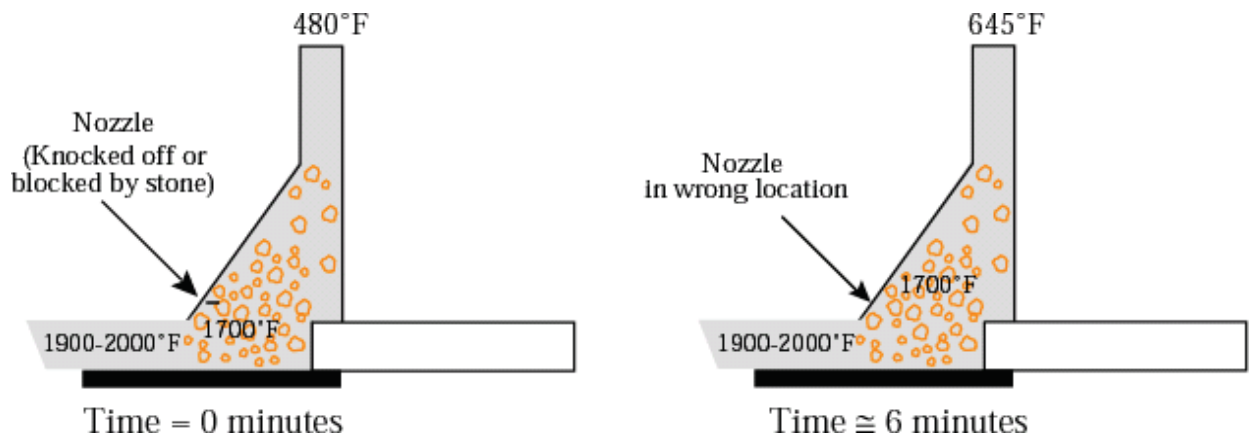 480°F
Nozzle
(Knocked off or
blocked by stone)
1700°F
1900-2000°F
Time = 0 minutes
645°F
Nozzle
in wrong location
1700°F
1900-2000°F
Time ≅ 6 minutes